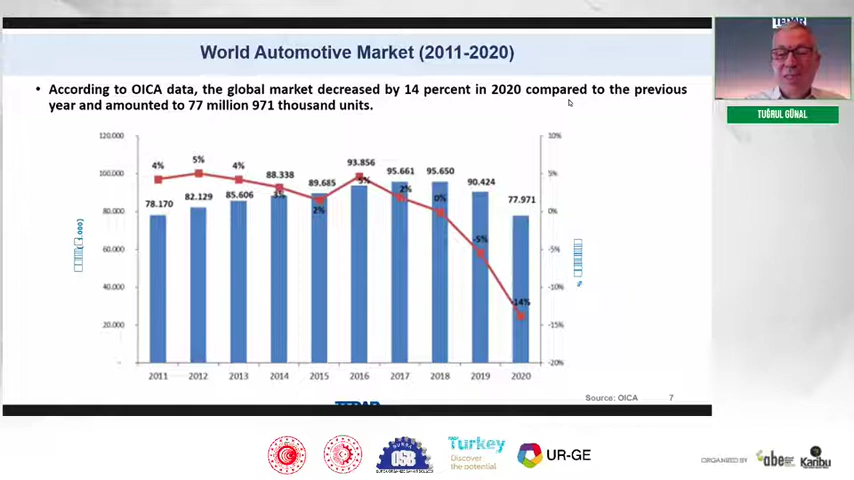 World Automotive Market (2011-2020)
• According to OICA data, the global market decreased by 14 percent in 2020 compared to the previous
year and amounted to 77 million 971 thousand units.
120.000
100.000
80.000
60.000
40.000
20.000
-
10%
5%
0%
-5%
-10%
-15%
-20%
%
4%
5%
4%
3%
2%
5%
2%
0%
-5%
-14%
78.170
82.129
85.606
88.338
89.685
93.856
95.661
95.650
90.424
77.971
2011 2012 2013 2014 2015 2016 2017 2018 2019 2020
Source: OICA 7
TUĞRUL GÜNAL
OSB
Turkey
Discover
the potential
UR-GE
ORGANIZED BY
abe
Karibu